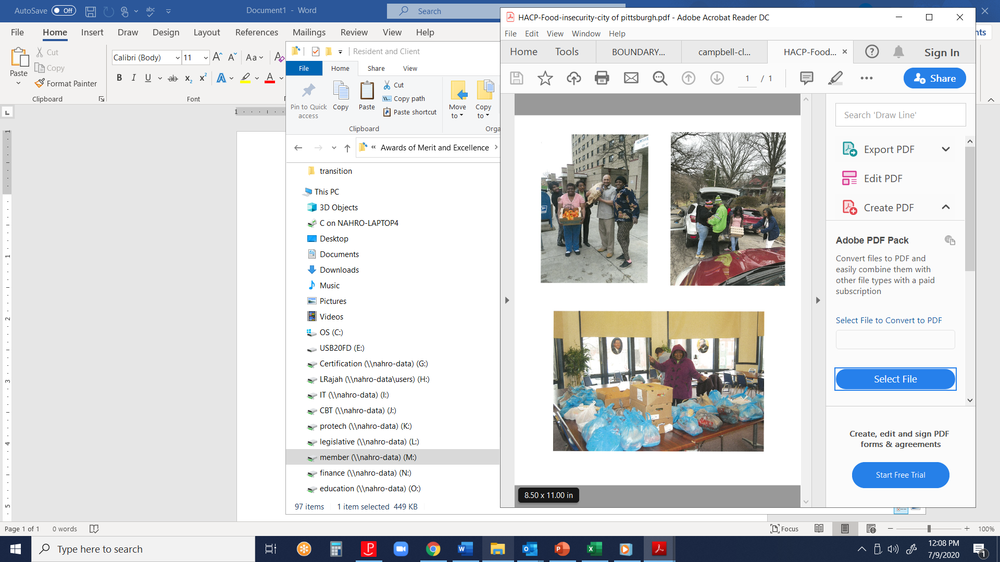 AutoSave Off
Document1 - Word
Search
File Home Insert Draw Design Layout References Mailings Review View Help
Paste
Cut
Copy
Format Painter
Clipboard
Calibri (Body) 11
Font
Resident and Client
File Home Share View
Pin to Quick access
Copy
Paste
Cut
Copy path
Paste shortcut
Clipboard
Move to
Copy to
Awards of Merit and Excellence
transition
This PC
3D Objects
C on NAHRO-LAPTOP4
Desktop
Documents
Downloads
Music
Pictures
Videos
OS (C:)
USB20FD (E:)
Certification (\\nahro-data) (G:)
LRajah (\\nahro-data\users) (H:)
IT (\\nahro-data) (I:)
CBT (\\nahro-data) (J:)
protech (\\nahro-data) (K:)
legislative (\\nahro-data) (L:)
member (\\nahro-data) (M:)
finance (\\nahro-data) (N:)
education (\\nahro-data) (O:)
97 items 1 item selected 449 KB
HACP-Food-insecurity-city of pittsburgh.pdf - Adobe Acrobat Reader DC
File Edit View Window Help
Home Tools BOUNDARY... campbell-cl... HACP-Food... Sign In
1 / 1
Share
8.50 x 11.00 in
Search 'Draw Line'
Export PDF
Edit PDF
Create PDF
Adobe PDF Pack
Convert files to PDF and
easily combine them with
other file types with a paid
subscription
Select File to Convert to PDF
Select File
Create, edit and sign PDF
forms & agreements
Start Free Trial
Page 1 of 1 0 words
Focus
100%
Type here to search
12:08 PM
7/9/2020
1